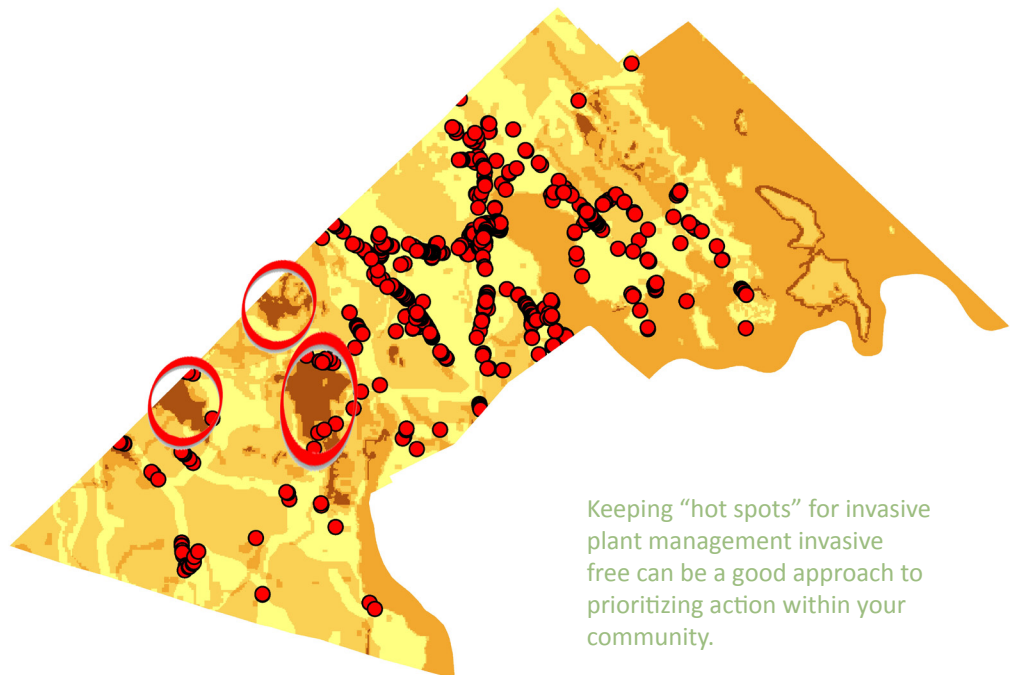 Keeping “hot spots” for invasive
plant management invasive
free can be a good approach to
prioritizing action within your
community.